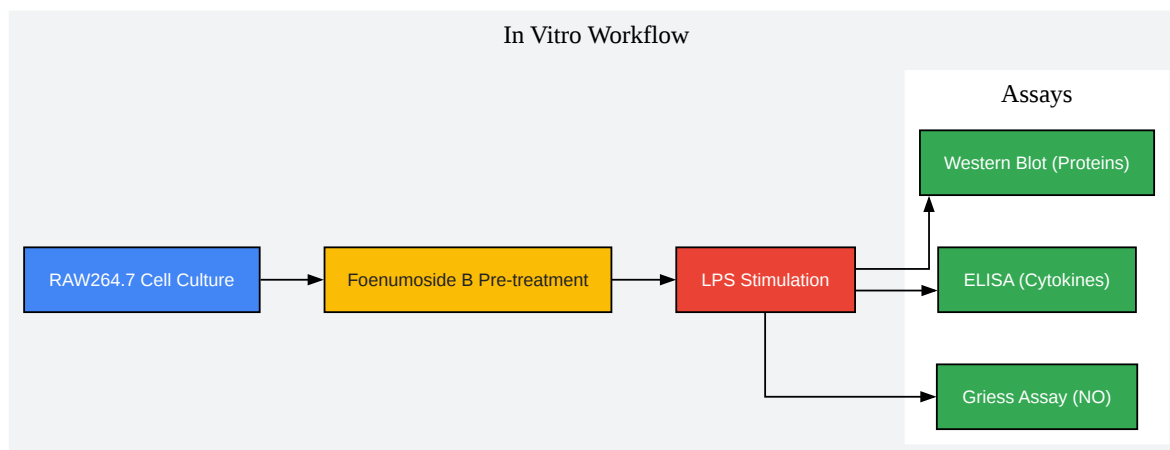 In Vitro Workflow
Assays
Western Blot (Proteins)
RAW264.7 Cell Culture
Foenumoside B Pre-treatment
LPS Stimulation
ELISA (Cytokines)
Griess Assay (NO)